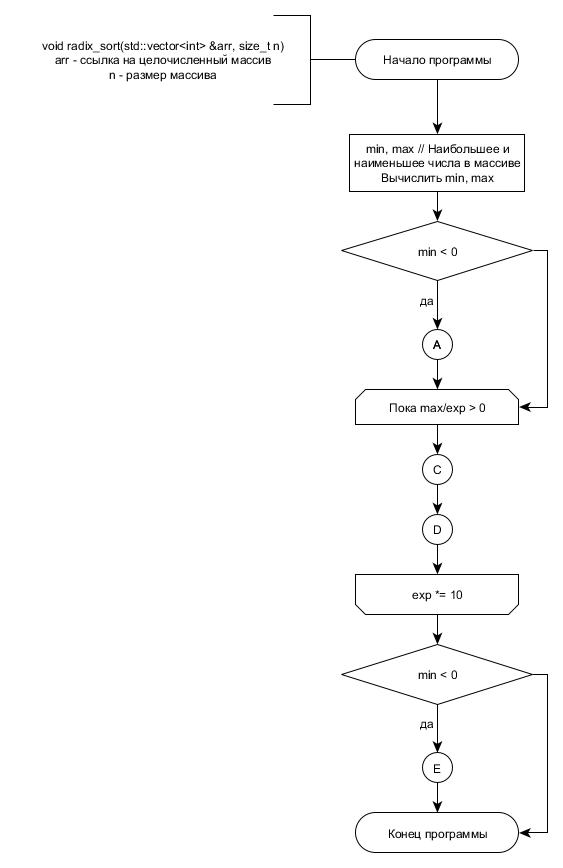 void radix_sort(std::vector<int> &arr, size_t n)
arr - ссылка на целочисленный массив
n - размер массива
Начало программы
min, max // Наибольшее и
наименьшее числа в массиве
Вычислить min, max
min < 0
да
A
Пока max/exp > 0
C
D
exp *= 10
min < 0
да
E
Конец программы